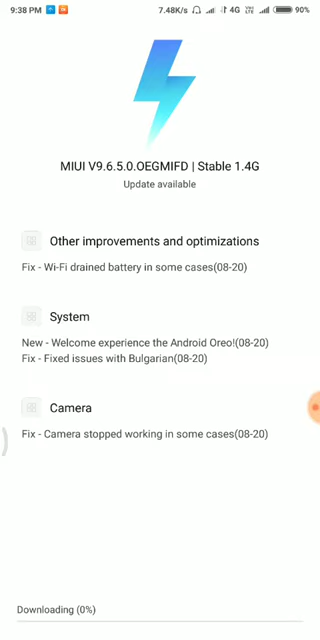 9:38 PM 7.48K/s 4G 90%
MIUI V9.6.5.0.OEGMIFD | Stable 1.4G
Update available
Other improvements and optimizations
Fix - Wi-Fi drained battery in some cases(08-20)
System
New - Welcome experience the Android Oreo!(08-20)
Fix - Fixed issues with Bulgarian(08-20)
Camera
Fix - Camera stopped working in some cases(08-20)
Downloading (0%)